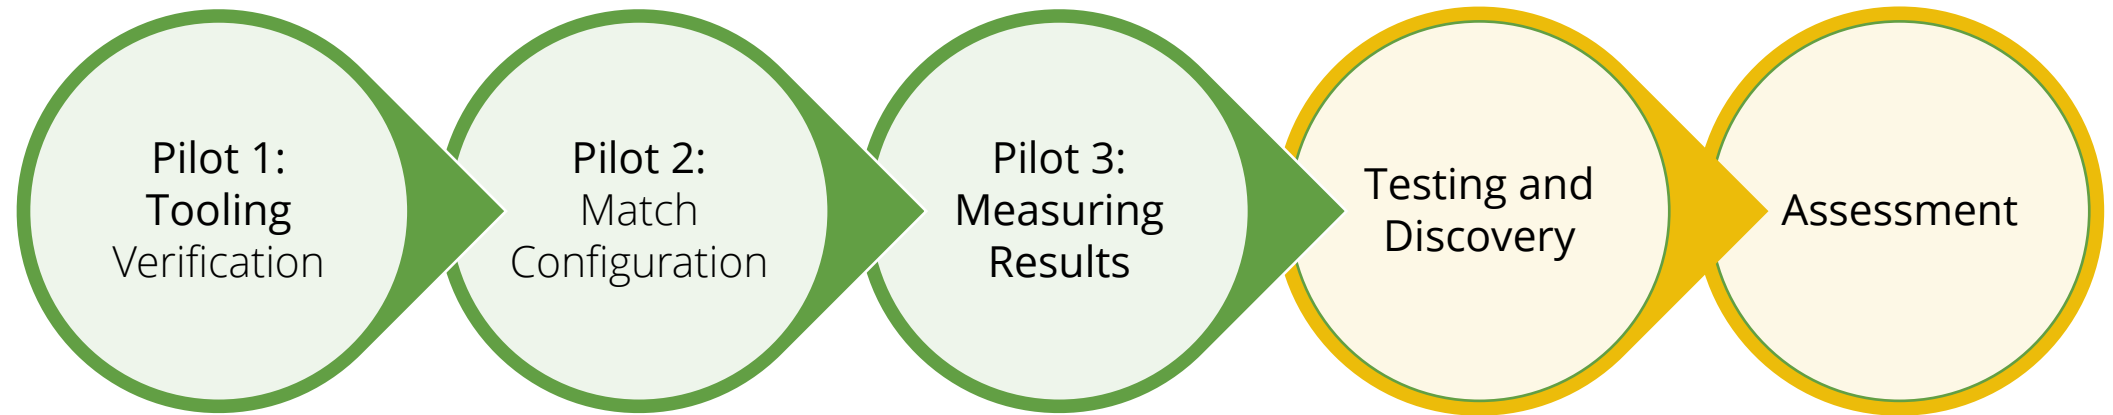 Pilot 1:
Tooling
Verification
Pilot 2:
Match
Configuration
Pilot 3:
Measuring
Results
Testing and
Discovery
Assessment